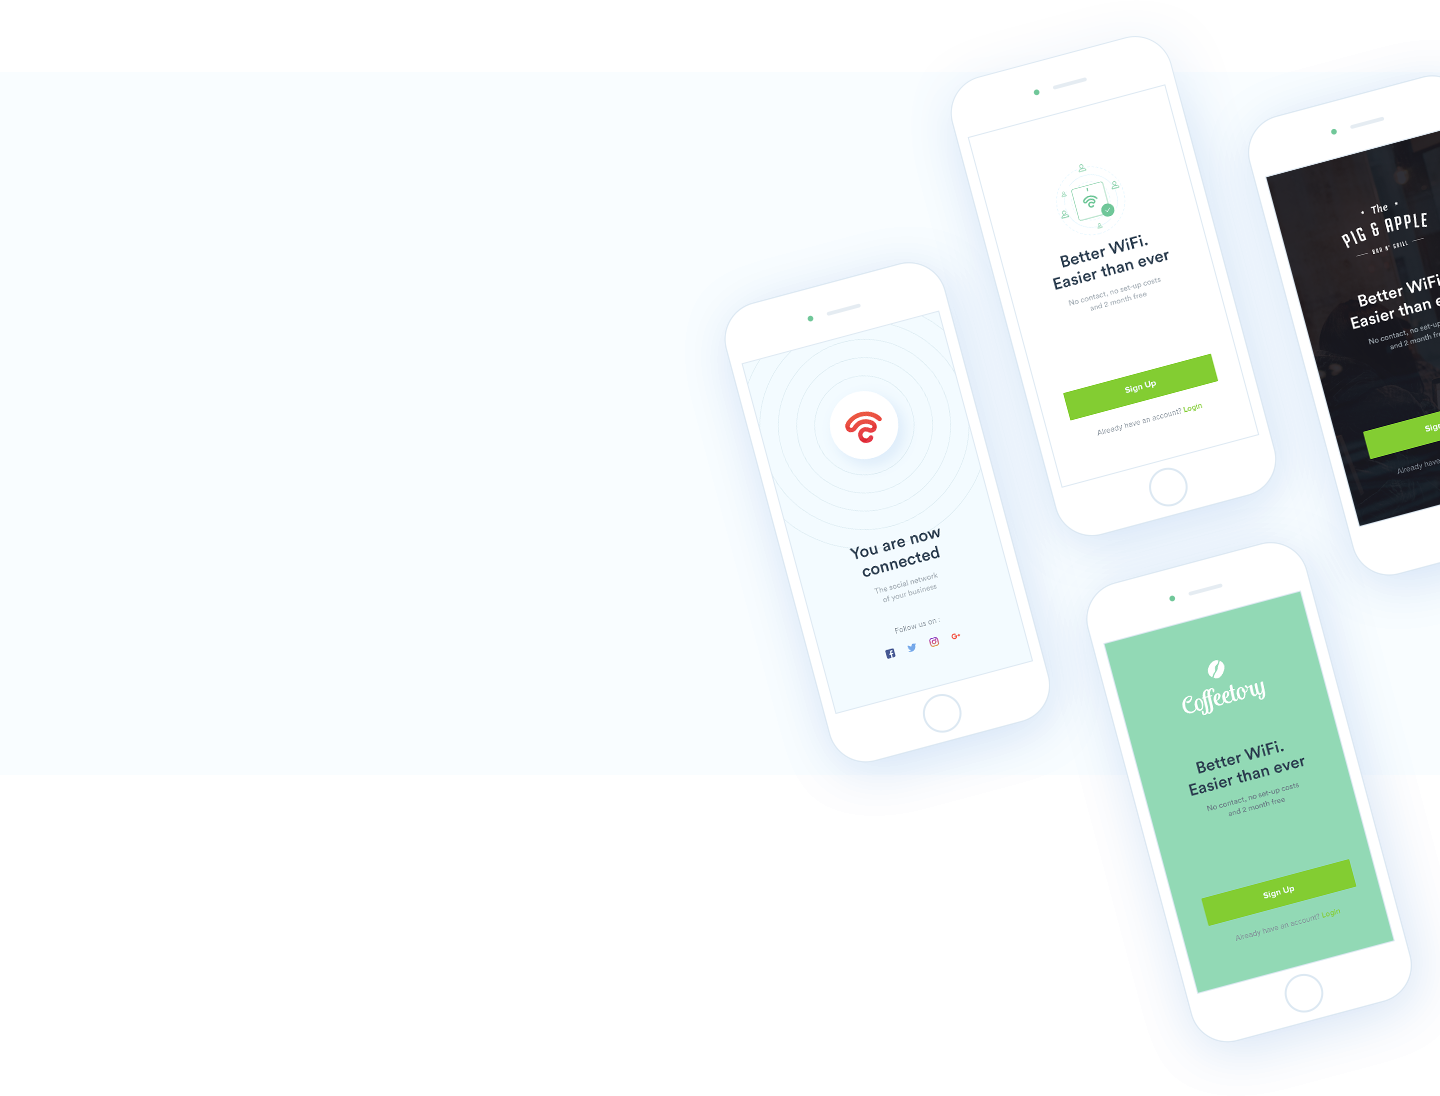 Better WiFi.
Easier than ever
No contact, no set-up costs
and 2 month free
Sign Up
Already have an account? Login
The
PIG & APPLE
BBQ N' GRILL
Better WiFi
Easier than e
No contact, no set-up
and 2 month fre
Sig
Already have
You are now
connected
The social network
of your business
Follow us on :
Coffeetory
Better WiFi.
Easier than ever
No contact, no set-up costs
and 2 month free
Sign Up
Already have an account? Login